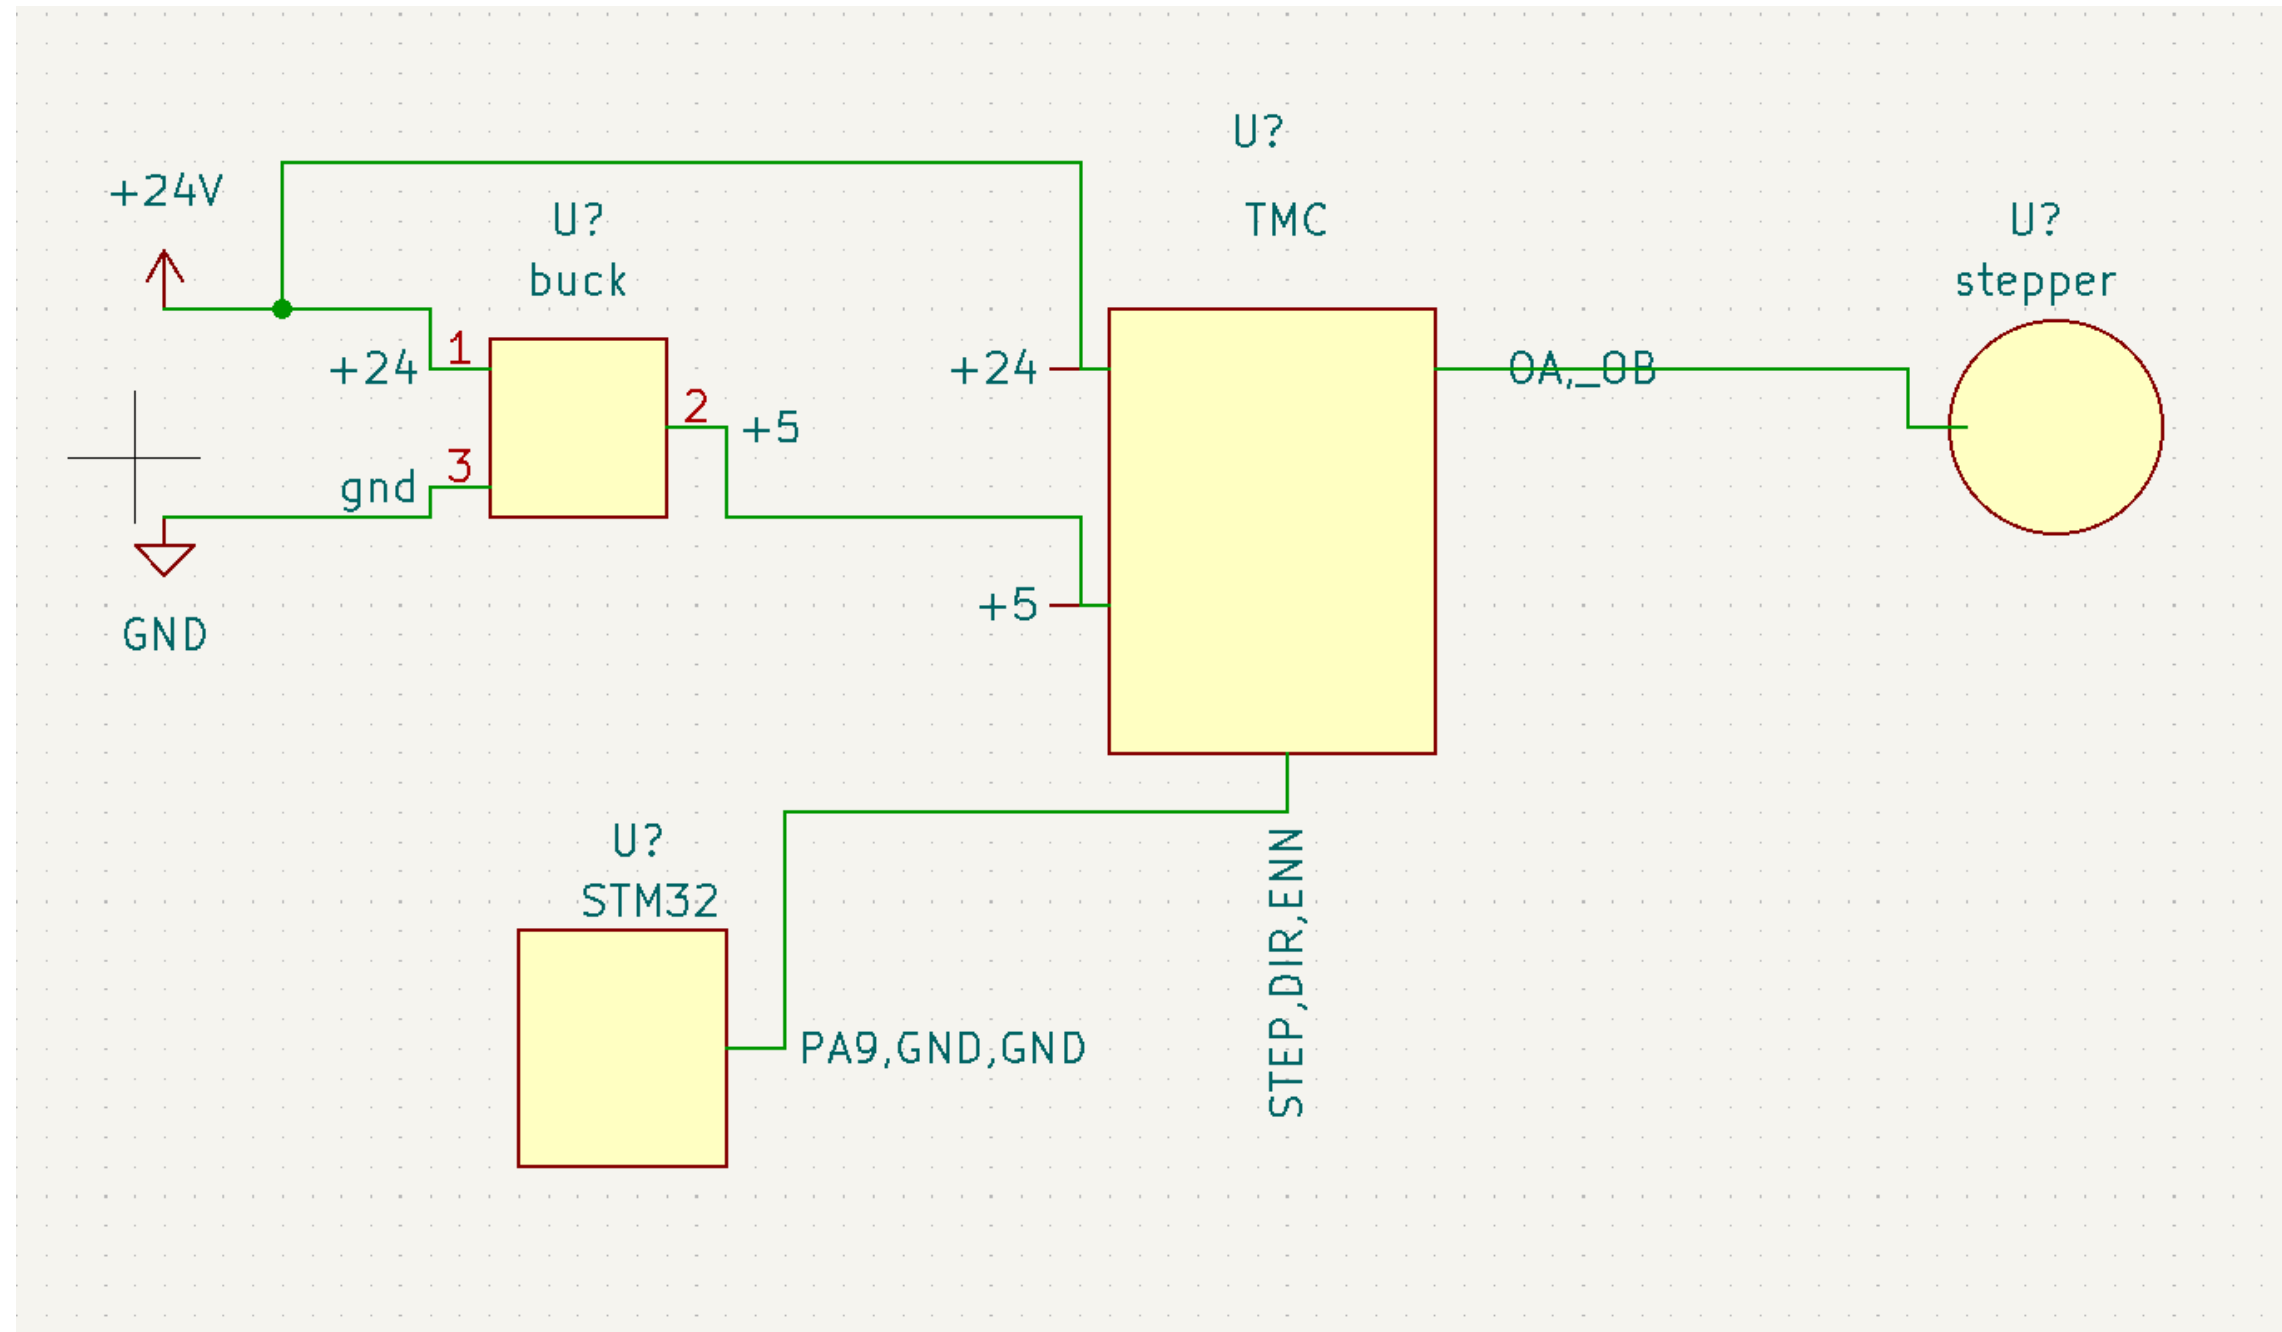 U?
TMC
+24V
U?
buck
U?
stepper
1
+24
2
+5
3
gnd
+24
OA,_OB
+5
GND
U?
STM32
PA9,GND,GND
STEP,DIR,ENN